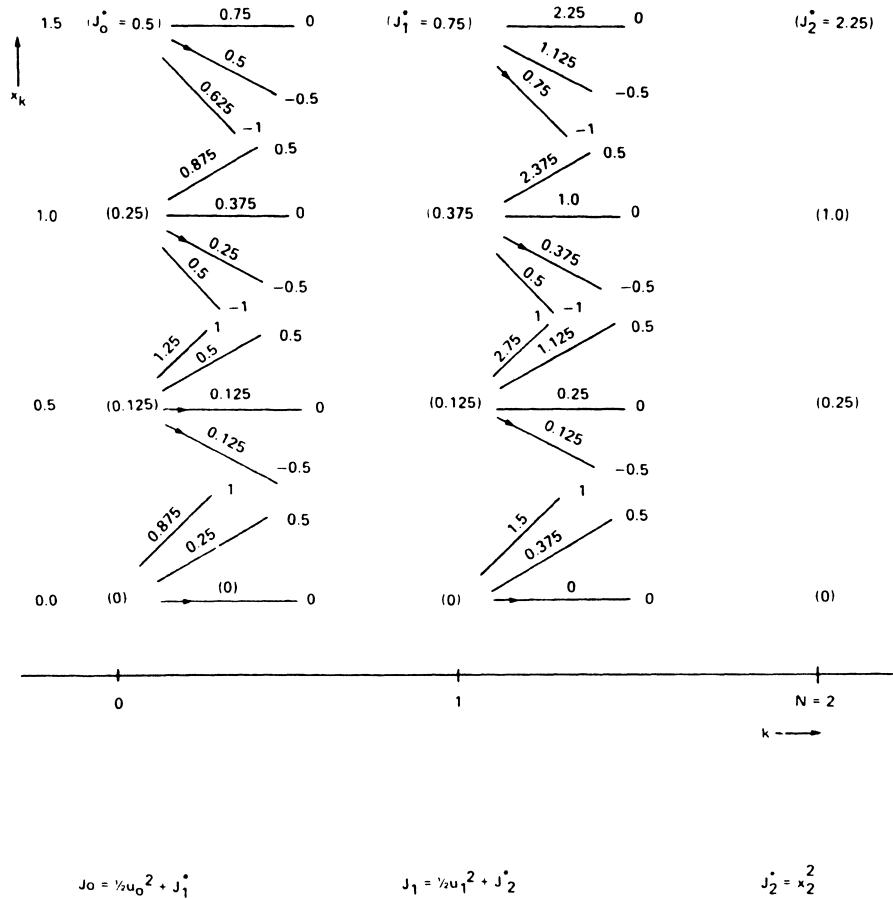 1.5 (J₀* = 0.5) 0.75 0 (J₁* = 0.75) 2.25 0 (J₂* = 2.25)
xₖ
0.5 1.125
0.625 −0.5 0.75 −0.5
−1 −1
0.875 0.5 2.375 0.5
1.0 (0.25) 0.375 0 (0.375 1.0 0 (1.0)
0.25 0.375
0.5 −0.5 0.5 −0.5
−1 −1
1 1
1.25 0.5 0.5 2.75 1.125 0.5
0.5 (0.125) 0.125 0 (0.125) 0.25 0 (0.25)
0.125 0.125
−0.5 −0.5
1 1
0.875 0.25 0.5 1.5 0.375 0.5
0.0 (0) (0) 0 (0) 0 0 (0)
0 1 N = 2
k
J₀ = ½u₀² + J₁* J₁ = ½u₁² + J₂* J₂* = x₂²